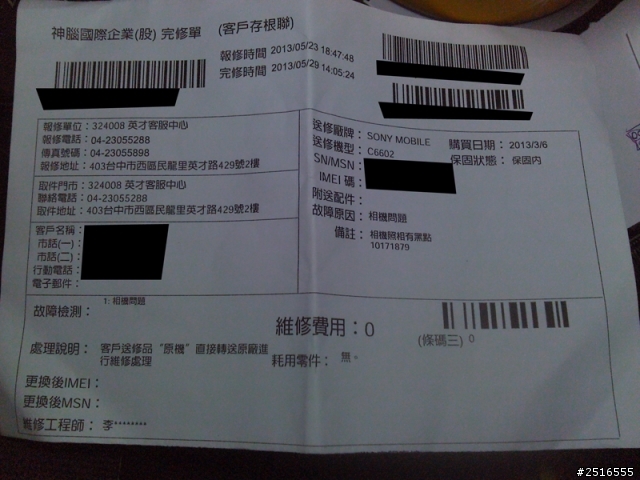 神腦國際企業(股) 完修單 (客戶存根聯)
報修時間 2013/05/23 18:47:48
完修時間 2013/05/29 14:05:24
報修單位：324008 英才客服中心
報修電話：04-23055288
傳真號碼：04-23055898
報修地址：403台中市西區民龍里英才路429號2樓
取件門市：324008 英才客服中心
聯絡電話：04-23055288
取件地址：403台中市西區民龍里英才路429號2樓
客戶名稱：
市話(一)：
市話(二)：
行動電話：
電子郵件：
送修廠牌：SONY MOBILE
購買日期：2013/3/6
送修機型：C6602
保固狀態：保固內
SN/MSN：
IMEI 碼：
附送配件：
故障原因：相機問題
備註：相機照相有黑點
10171879
1: 相機問題
故障檢測：
維修費用：0
(條碼三) 0
處理說明：客戶送修品“原機”直接轉送原廠進
行維修處理
耗用零件：無。
更換後IMEI：
更換後MSN：
維修工程師：李********
#2516555